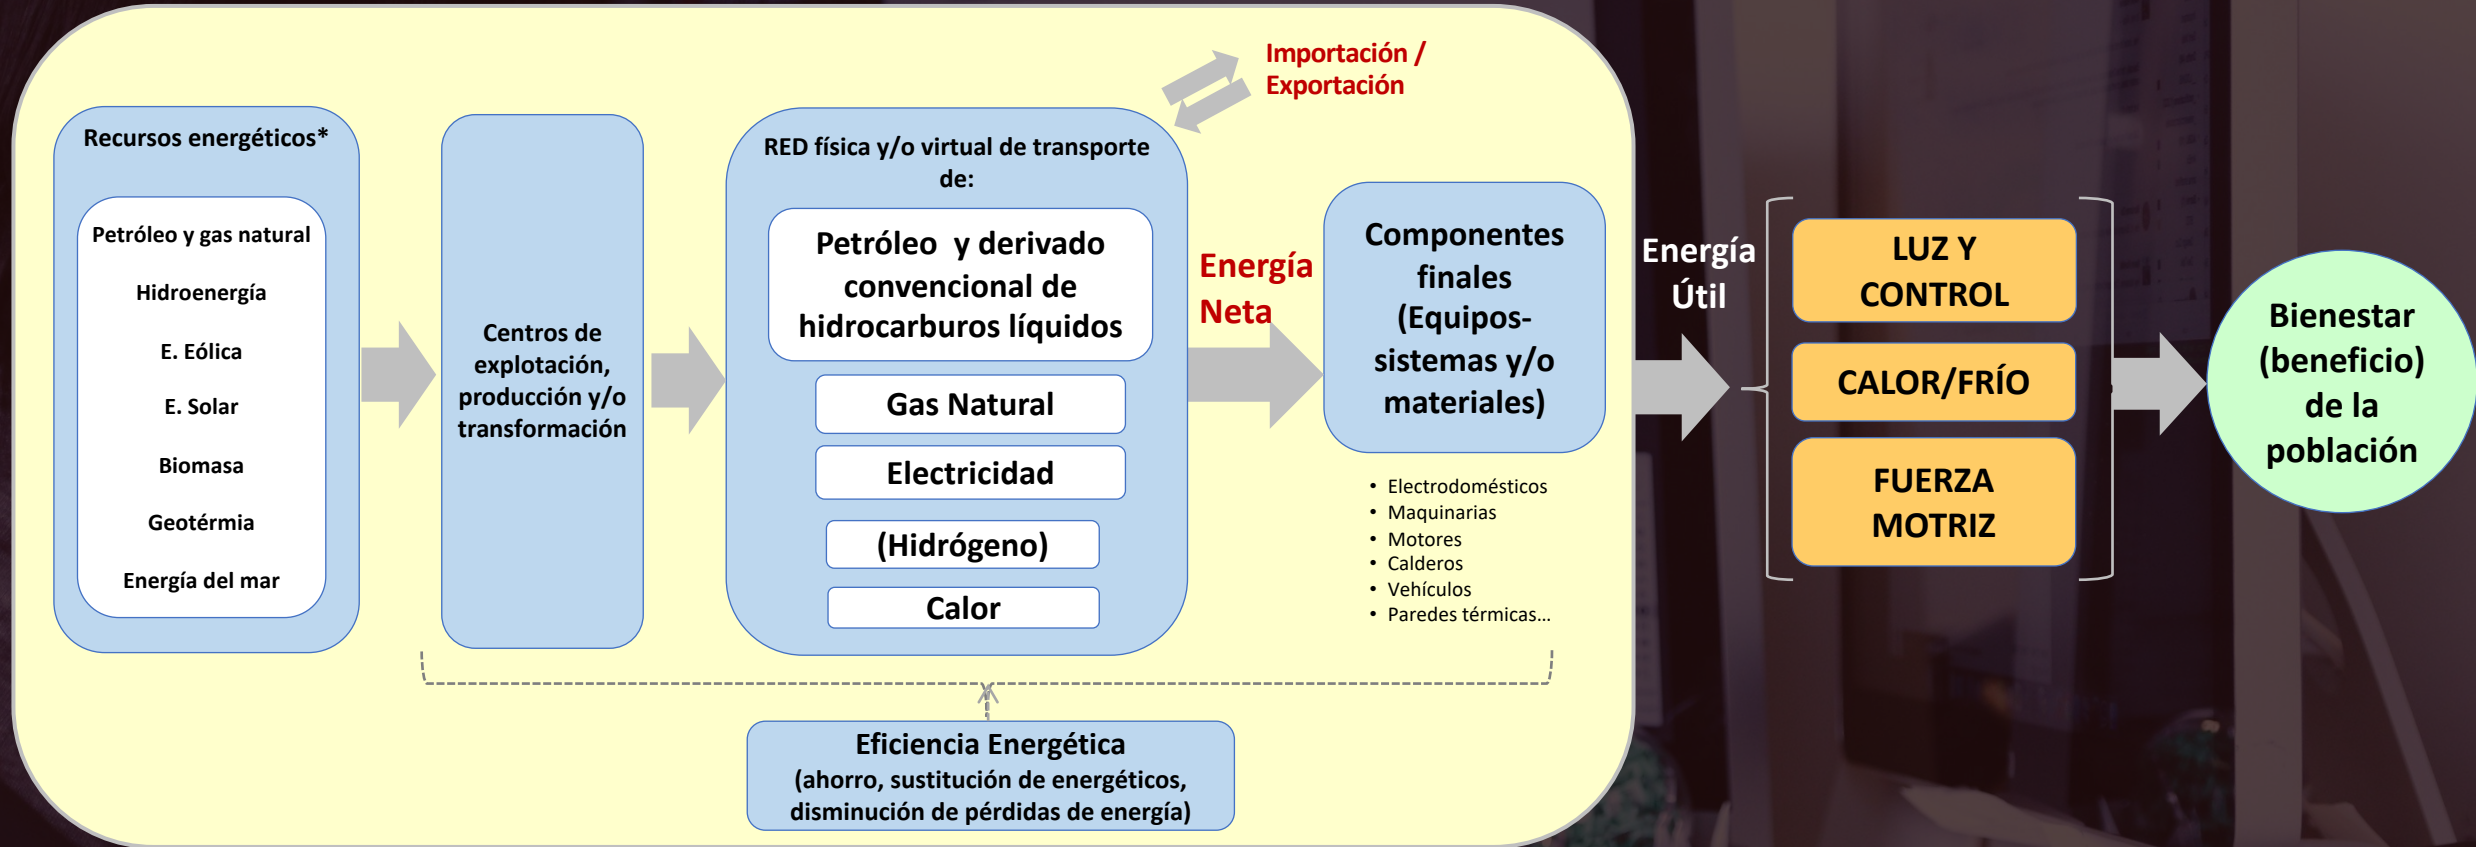 Importación /
Exportación
Recursos energéticos*
Petróleo y gas natural
Hidroenergía
E. Eólica
E. Solar
Biomasa
Geotérmia
Energía del mar
Centros de
explotación,
producción y/o
transformación
RED física y/o virtual de transporte
de:
Petróleo y derivado
convencional de
hidrocarburos líquidos
Gas Natural
Electricidad
(Hidrógeno)
Calor
Energía
Neta
Componentes
finales
(Equipos-
sistemas y/o
materiales)
• Electrodomésticos
• Maquinarias
• Motores
• Calderos
• Vehículos
• Paredes térmicas...
Eficiencia Energética
(ahorro, sustitución de energéticos,
disminución de pérdidas de energía)
Energía
Útil
LUZ Y
CONTROL
CALOR/FRÍO
FUERZA
MOTRIZ
Bienestar
(beneficio)
de la
población